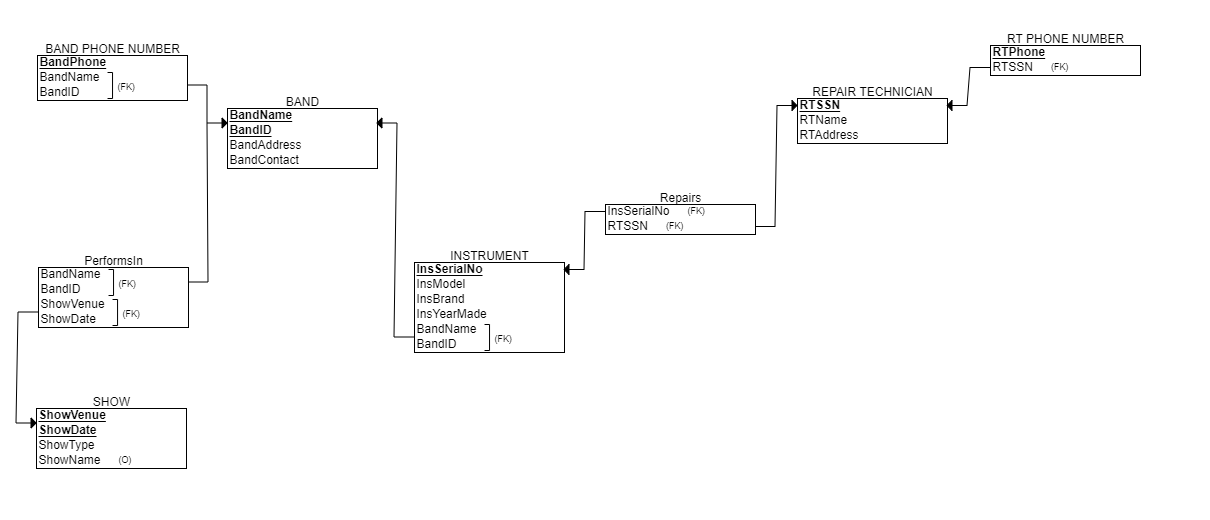 BAND PHONE NUMBER
BandPhone
BandName
BandID
(FK)
BAND
BandName
BandID
BandAddress
BandContact
PerformsIn
BandName
BandID
(FK)
ShowVenue
ShowDate
(FK)
SHOW
ShowVenue
ShowDate
ShowType
ShowName (O)
INSTRUMENT
InsSerialNo
InsModel
InsBrand
InsYearMade
BandName
BandID
(FK)
Repairs
InsSerialNo (FK)
RTSSN (FK)
REPAIR TECHNICIAN
RTSSN
RTName
RTAddress
RT PHONE NUMBER
RTPhone
RTSSN (FK)